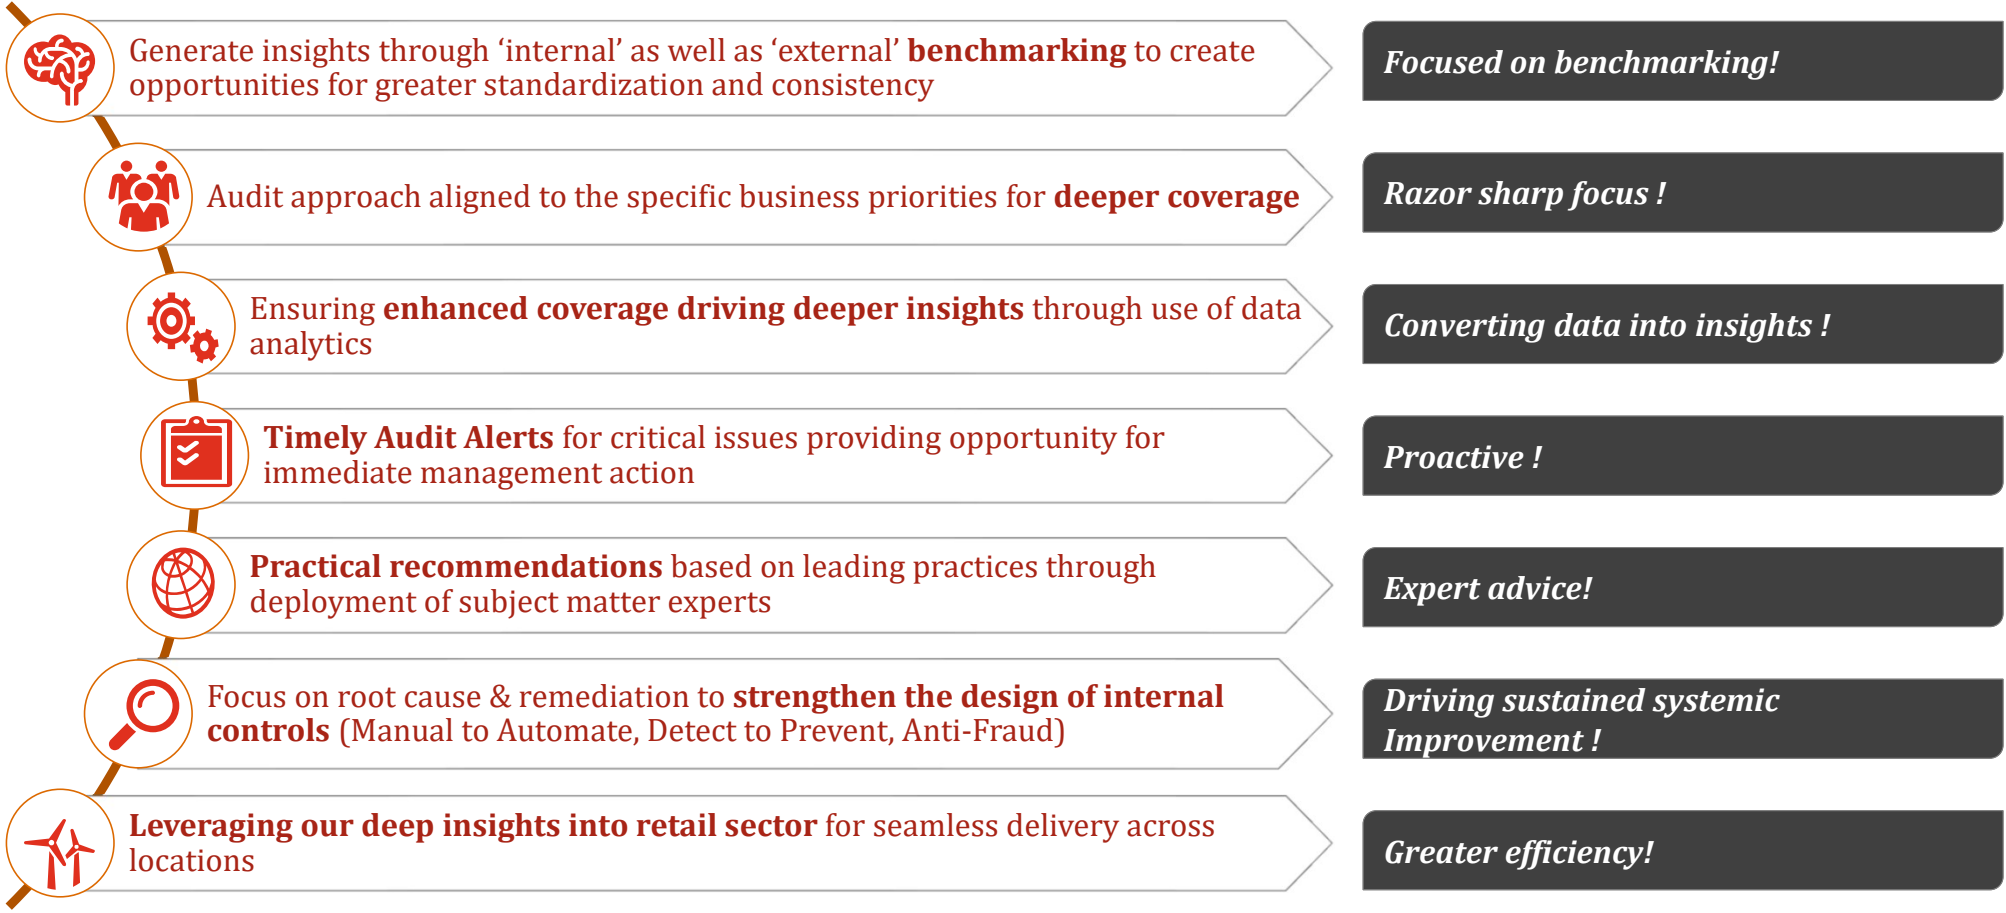 Generate insights through ‘internal’ as well as ‘external’ benchmarking to create
opportunities for greater standardization and consistency
Focused on benchmarking!
Audit approach aligned to the specific business priorities for deeper coverage
Razor sharp focus !
Ensuring enhanced coverage driving deeper insights through use of data
analytics
Converting data into insights !
Timely Audit Alerts for critical issues providing opportunity for
immediate management action
Proactive !
Practical recommendations based on leading practices through
deployment of subject matter experts
Expert advice!
Focus on root cause & remediation to strengthen the design of internal
controls (Manual to Automate, Detect to Prevent, Anti-Fraud)
Driving sustained systemic
Improvement !
Leveraging our deep insights into retail sector for seamless delivery across
locations
Greater efficiency!